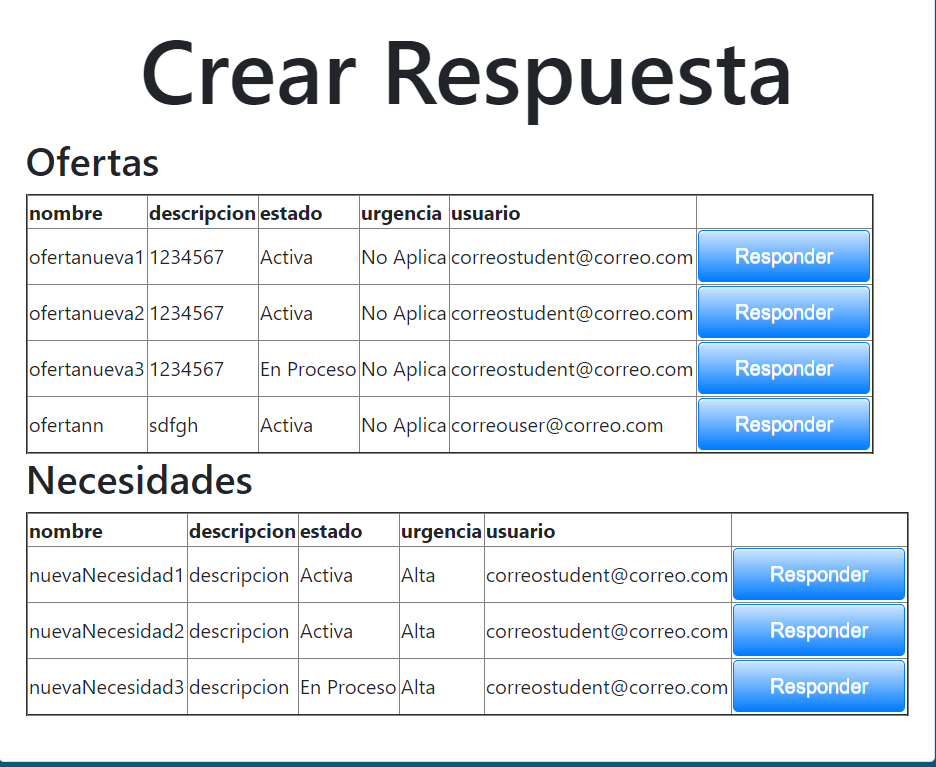 Crear Respuesta
Ofertas
nombre descripcion estado urgencia usuario
ofertanueva1 1234567 Activa No Aplica correostudent@correo.com Responder
ofertanueva2 1234567 Activa No Aplica correostudent@correo.com Responder
ofertanueva3 1234567 En Proceso No Aplica correostudent@correo.com Responder
ofertann sdfgh Activa No Aplica correouser@correo.com Responder
Necesidades
nombre descripcion estado urgencia usuario
nuevaNecesidad1 descripcion Activa Alta correostudent@correo.com Responder
nuevaNecesidad2 descripcion Activa Alta correostudent@correo.com Responder
nuevaNecesidad3 descripcion En Proceso Alta correostudent@correo.com Responder